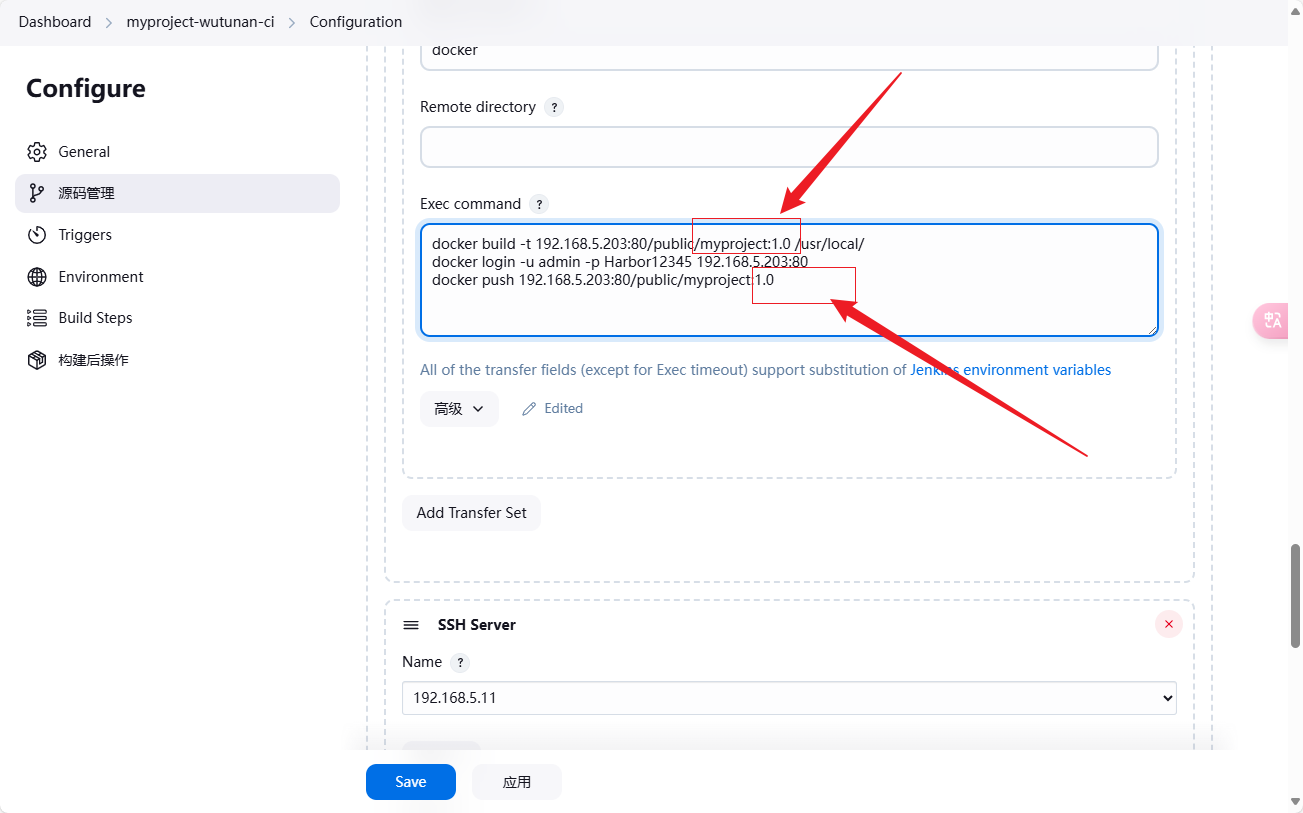 Dashboard > myproject-wutunan-ci > Configuration
Configure
General
源码管理
Triggers
Environment
Build Steps
构建后操作
docker
Remote directory ?
Exec command ?
docker build -t 192.168.5.203:80/public/myproject:1.0 /usr/local/
docker login -u admin -p Harbor12345 192.168.5.203:80
docker push 192.168.5.203:80/public/myproject:1.0
All of the transfer fields (except for Exec timeout) support substitution of Jenkins environment variables
高级
Edited
Add Transfer Set
SSH Server
Name ?
192.168.5.11
Save
应用
中A